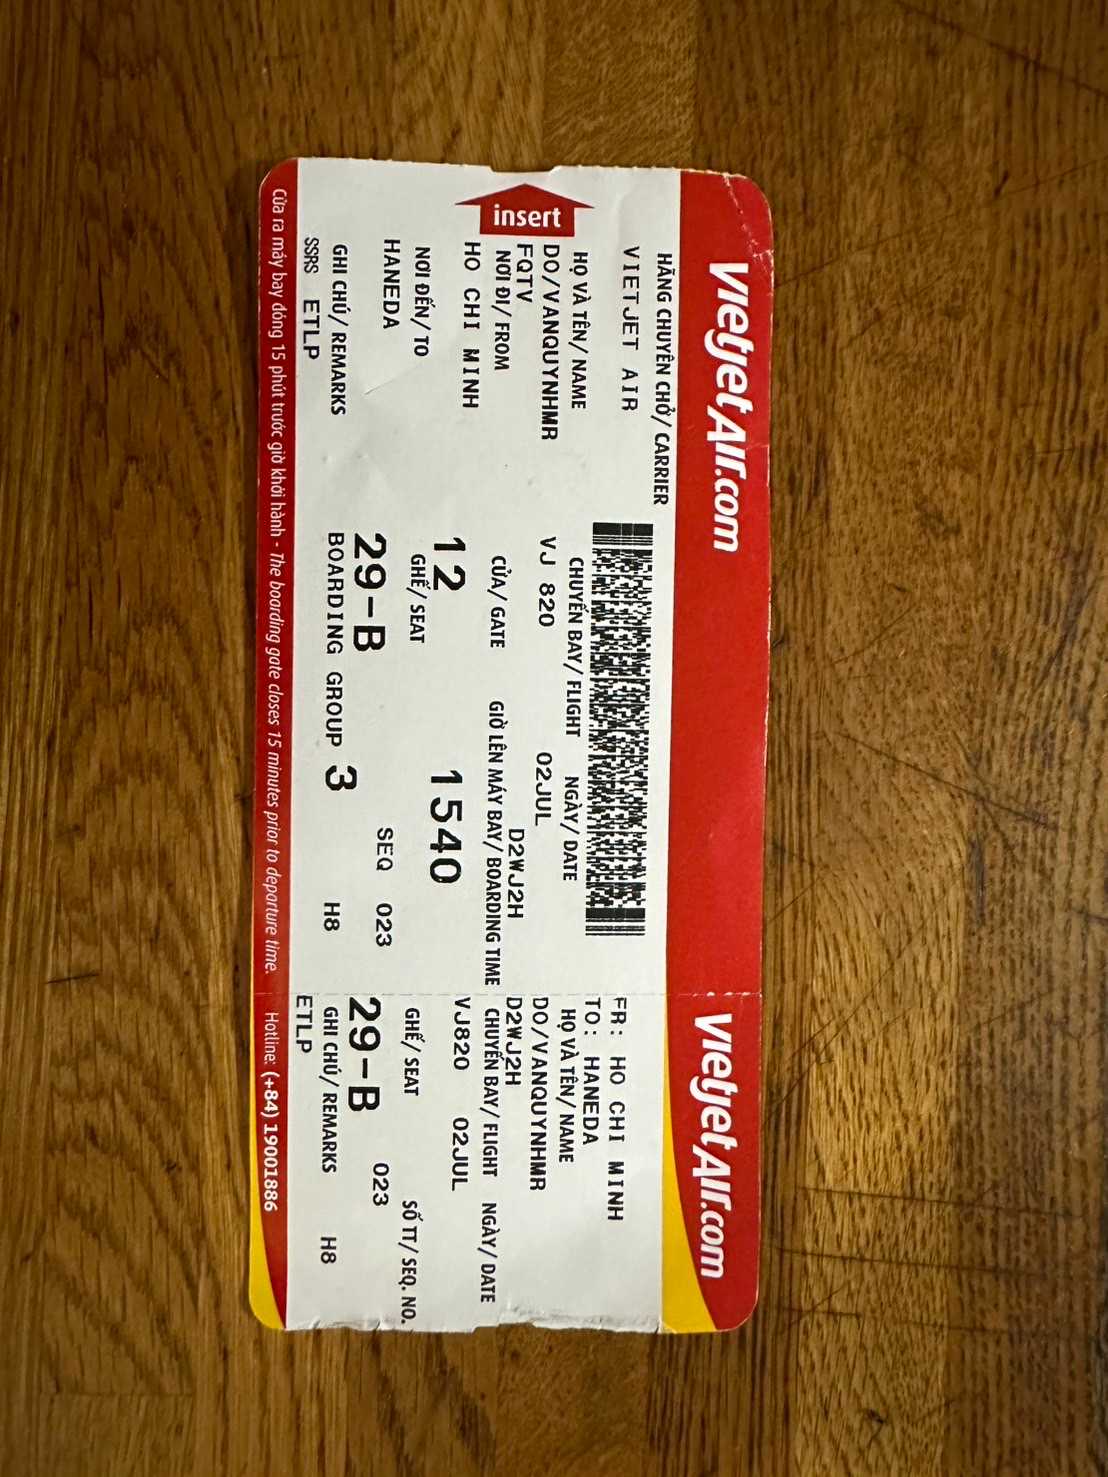 VietjetAir.com
HÃNG CHUYÊN CHỞ/ CARRIER
VIETJET AIR
insert
HỌ VÀ TÊN/ NAME
DO/VANQUYNHMR
FQTV
NƠI ĐI/ FROM
HO CHI MINH
NƠI ĐẾN/ TO
HANEDA
GHI CHÚ/ REMARKS
SSRS ETLP
CHUYẾN BAY/ FLIGHT NGÀY/ DATE
VJ 820 02JUL
D2WJ2H
CỬA/ GATE GIỜ LÊN MÁY BAY/ BOARDING TIME
12 1540
GHẾ/ SEAT
29-B SEQ 023
BOARDING GROUP 3 H8
Cửa ra máy bay đóng 15 phút trước giờ khởi hành - The boarding gate closes 15 minutes prior to departure time.
VietjetAir.com
FR: HO CHI MINH
TO: HANEDA
HỌ VÀ TÊN/ NAME
DO/VANQUYNHMR
D2WJ2H
CHUYẾN BAY/ FLIGHT NGÀY/ DATE
VJ820 02JUL
GHẾ/ SEAT SỐ TT/ SEQ. NO.
29-B 023
GHI CHÚ/ REMARKS H8
ETLP
Hotline: (+84) 19001886